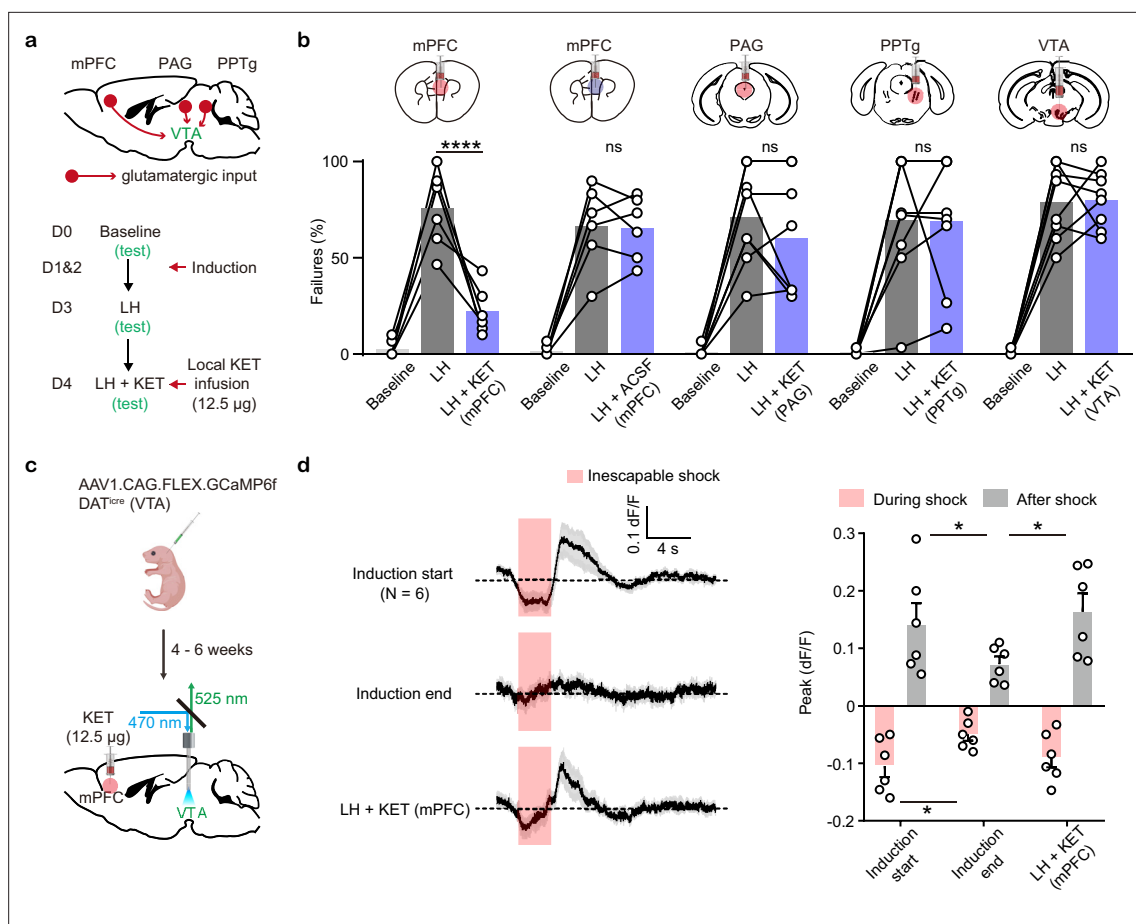 a
mPFC PAG PPTg
VTA
glutamatergic input
D0 Baseline
(test)
D1&2 Induction
D3 LH
(test)
D4 LH + KET Local KET
infusion
(test) (12.5 µg)
b
mPFC mPFC PAG PPTg VTA
**** ns ns ns ns
Failures (%)
100
50
0
Baseline
LH
LH + KET
(mPFC)
Baseline
LH
LH + ACSF
(mPFC)
Baseline
LH
LH + KET
(PAG)
Baseline
LH
LH + KET
(PPTg)
Baseline
LH
LH + KET
(VTA)
c
AAV1.CAG.FLEX.GCaMP6f
DATicre (VTA)
4 - 6 weeks
525 nm
470 nm
KET
(12.5 µg)
mPFC
VTA
d
Inescapable shock
0.1 dF/F
4 s
Induction start
(N = 6)
Induction end
LH + KET (mPFC)
During shock After shock
Peak (dF/F)
0.3
0.2
0.1
0
-0.1
-0.2
* *
*
Induction
start
Induction
end
LH + KET
(mPFC)